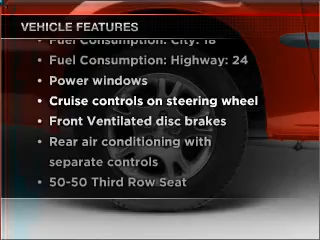 VEHICLE FEATURES
• Fuel Consumption: City: 18
• Fuel Consumption: Highway: 24
• Power windows
• Cruise controls on steering wheel
• Front Ventilated disc brakes
• Rear air conditioning with
separate controls
• 50-50 Third Row Seat